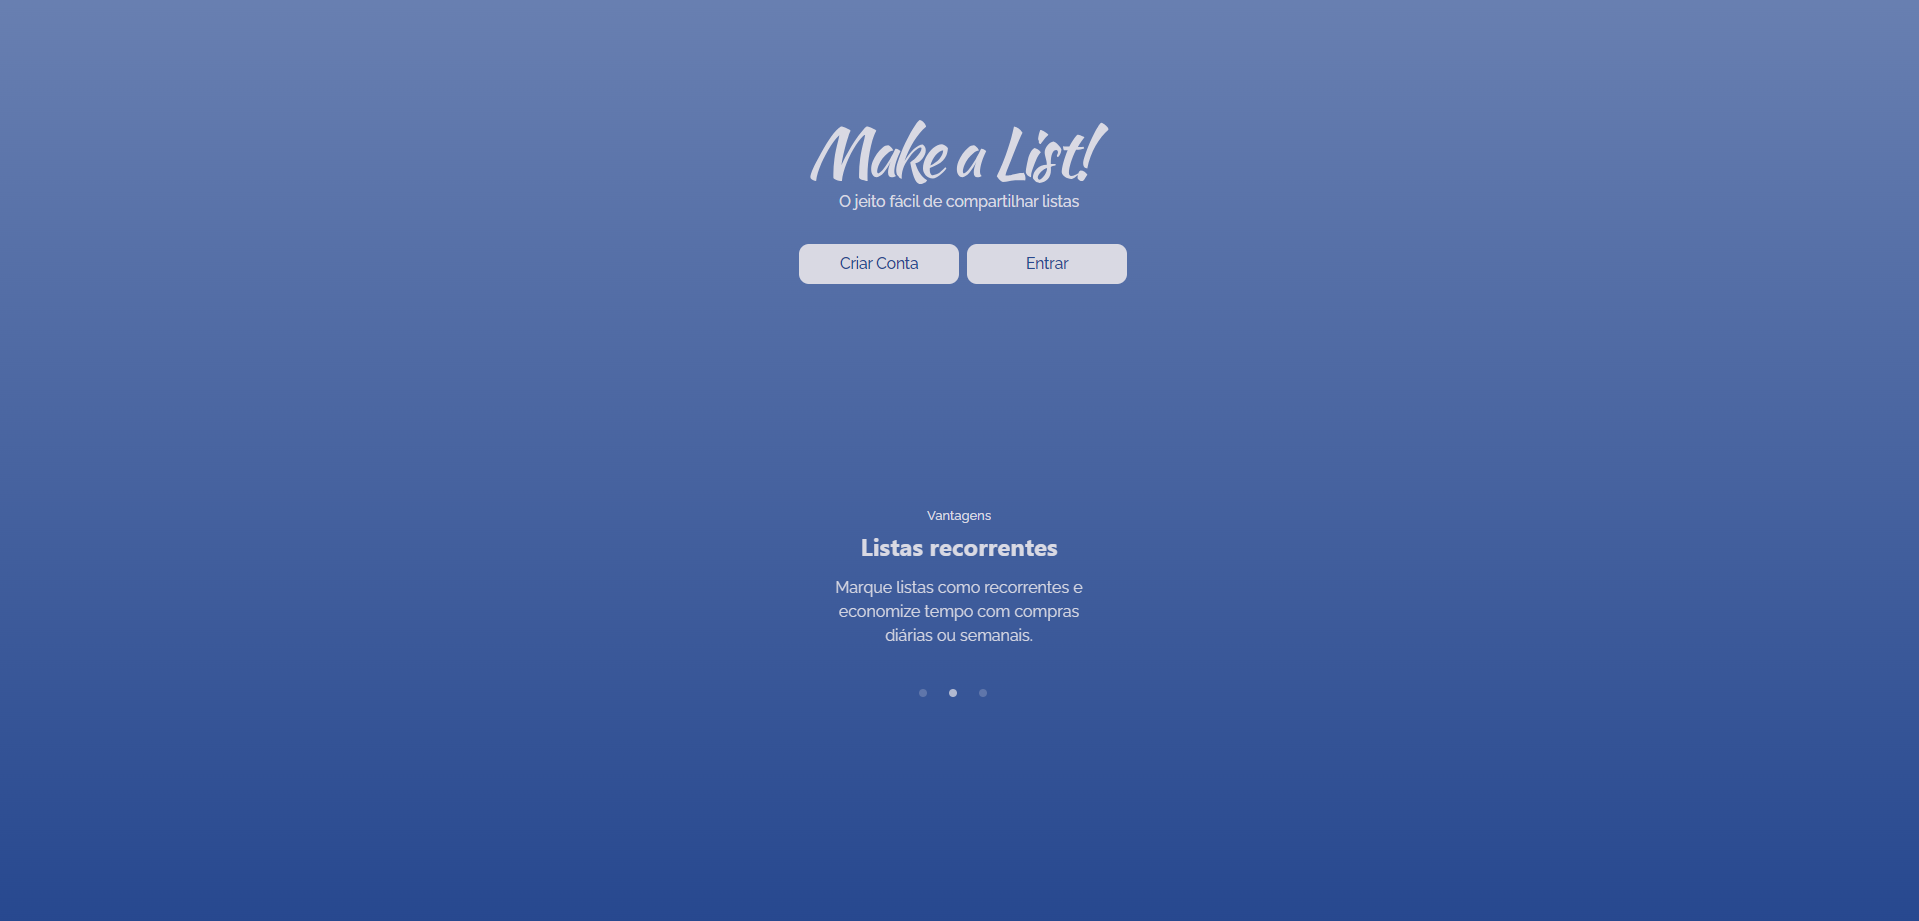 Make a List!
O jeito fácil de compartilhar listas
Criar Conta
Entrar
Vantagens
Listas recorrentes
Marque listas como recorrentes e
economize tempo com compras
diárias ou semanais.